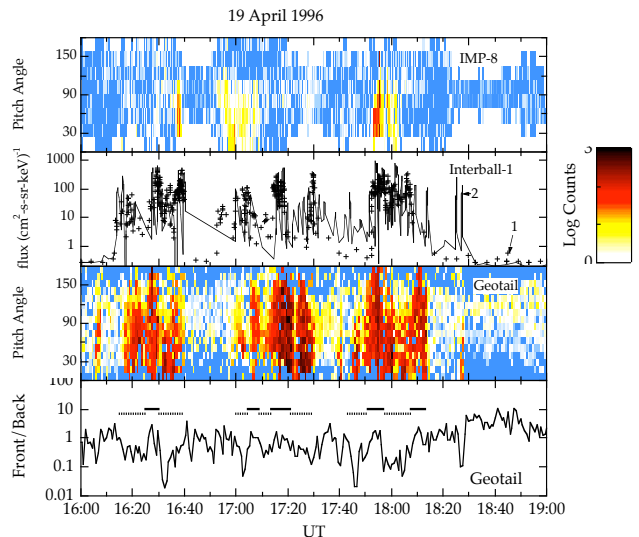 19 April 1996
Pitch Angle
150
90
30
IMP-8
flux (cm²-s-sr-keV)⁻¹
1000
100
10
1
Interball-1
2
1
Pitch Angle
150
90
30
Geotail
Front/Back
100
10
1
0.1
0.01
Geotail
16:00 16:20 16:40 17:00 17:20 17:40 18:00 18:20 18:40 19:00
UT
Log Counts
3
0